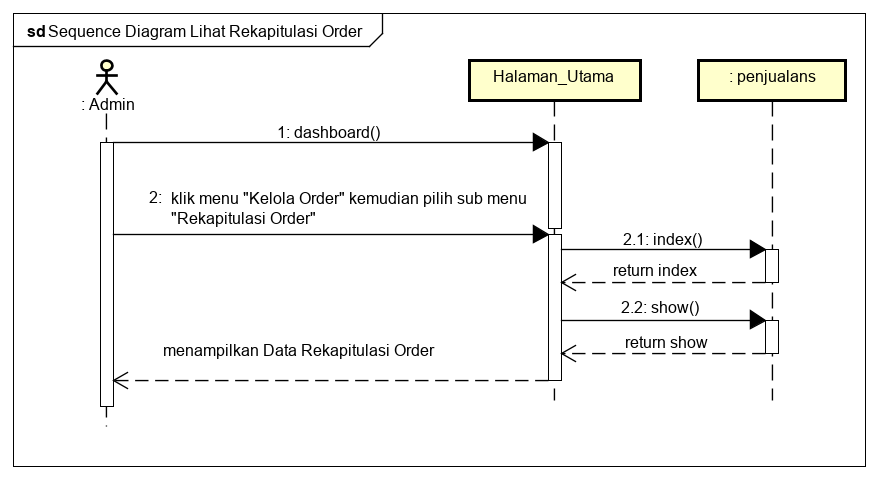 sd Sequence Diagram Lihat Rekapitulasi Order
: Admin
Halaman_Utama
: penjualans
1: dashboard()
2: klik menu "Kelola Order" kemudian pilih sub menu
"Rekapitulasi Order"
2.1: index()
return index
2.2: show()
return show
menampilkan Data Rekapitulasi Order